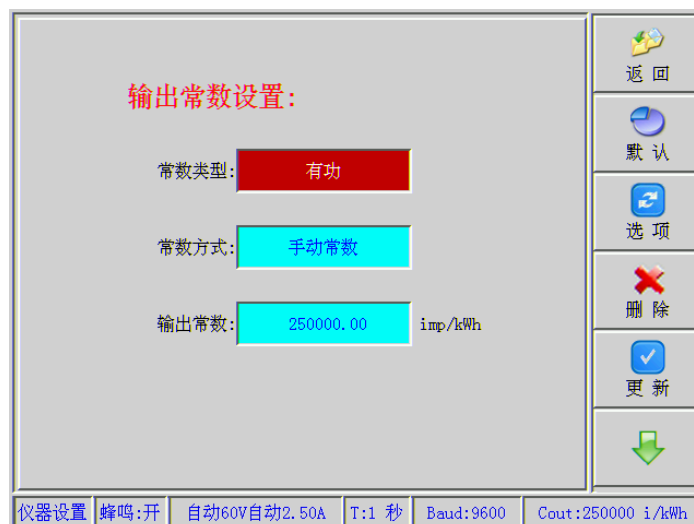 输出常数设置:
常数类型: 有功
常数方式: 手动常数
输出常数: 250000.00 imp/kWh
返 回
默 认
选 项
删 除
更 新
仪器设置 蜂鸣:开 自动60V自动2.50A T:1 秒 Baud:9600 Cout:250000 i/kWh